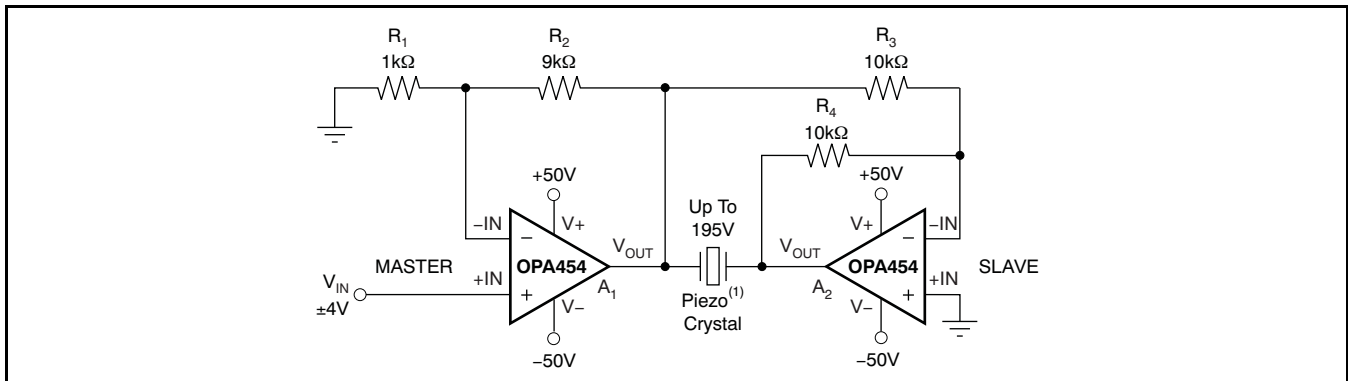 R1
1kΩ
R2
9kΩ
R3
10kΩ
R4
10kΩ
+50V
V+
−IN
−
OPA454
+IN
+
V−
−50V
A1
MASTER
VIN
±4V
VOUT
Up To
195V
Piezo(1)
Crystal
VOUT
+50V
V+
−IN
−
OPA454
+IN
+
V−
−50V
A2
SLAVE